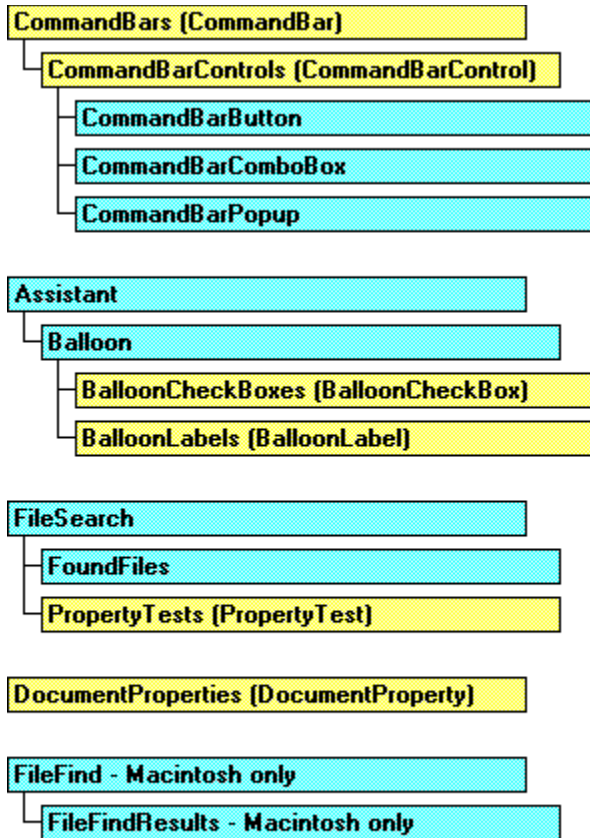 CommandBars (CommandBar)
CommandBarControls (CommandBarControl)
CommandBarButton
CommandBarComboBox
CommandBarPopup
Assistant
Balloon
BalloonCheckBoxes (BalloonCheckBox)
BalloonLabels (BalloonLabel)
FileSearch
FoundFiles
PropertyTests (PropertyTest)
DocumentProperties (DocumentProperty)
FileFind - Macintosh only
FileFindResults - Macintosh only